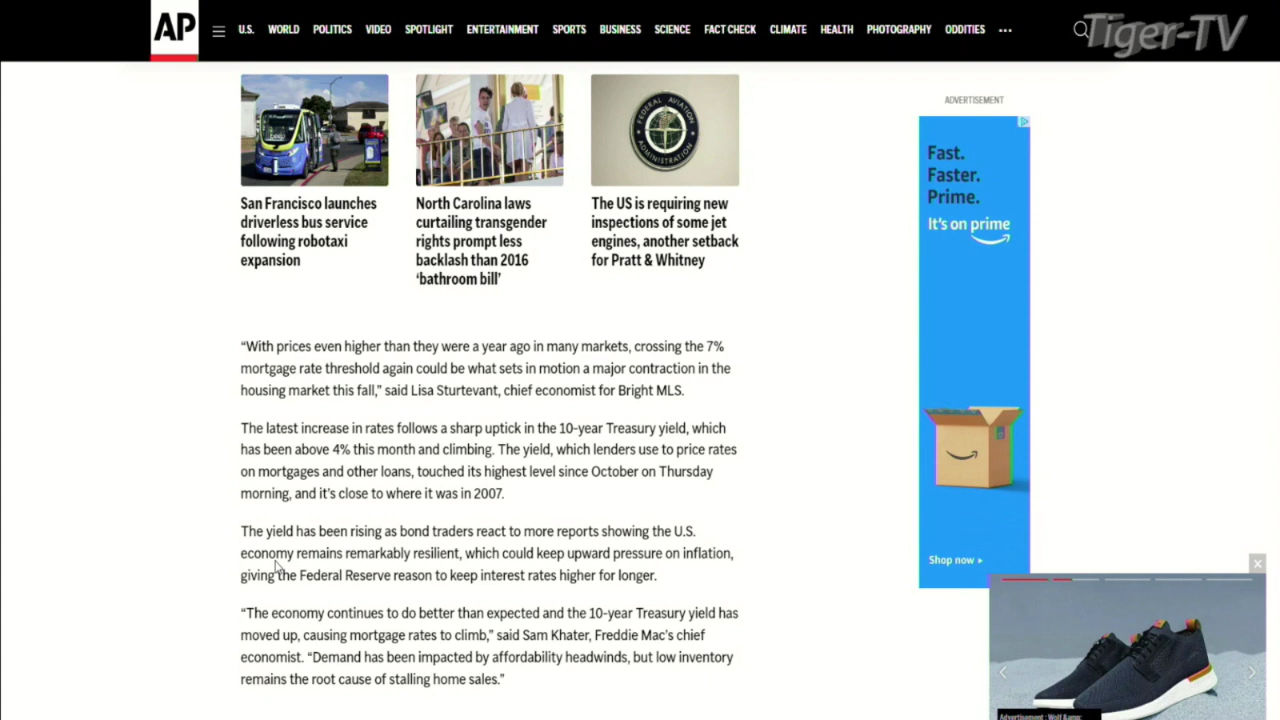 AP
U.S. WORLD POLITICS VIDEO SPOTLIGHT ENTERTAINMENT SPORTS BUSINESS SCIENCE FACT CHECK CLIMATE HEALTH PHOTOGRAPHY ODDITIES ...
Tiger-TV
FEDERAL AVIATION
ADMINISTRATION
San Francisco launches
driverless bus service
following robotaxi
expansion
North Carolina laws
curtailing transgender
rights prompt less
backlash than 2016
‘bathroom bill’
The US is requiring new
inspections of some jet
engines, another setback
for Pratt & Whitney
“With prices even higher than they were a year ago in many markets, crossing the 7%
mortgage rate threshold again could be what sets in motion a major contraction in the
housing market this fall,” said Lisa Sturtevant, chief economist for Bright MLS.
The latest increase in rates follows a sharp uptick in the 10-year Treasury yield, which
has been above 4% this month and climbing. The yield, which lenders use to price rates
on mortgages and other loans, touched its highest level since October on Thursday
morning, and it’s close to where it was in 2007.
The yield has been rising as bond traders react to more reports showing the U.S.
economy remains remarkably resilient, which could keep upward pressure on inflation,
giving the Federal Reserve reason to keep interest rates higher for longer.
“The economy continues to do better than expected and the 10-year Treasury yield has
moved up, causing mortgage rates to climb,” said Sam Khater, Freddie Mac’s chief
economist. “Demand has been impacted by affordability headwinds, but low inventory
remains the root cause of stalling home sales.”
ADVERTISEMENT
Fast.
Faster.
Prime.
It’s on prime
Shop now »
Advertisement : Wolf &amp;